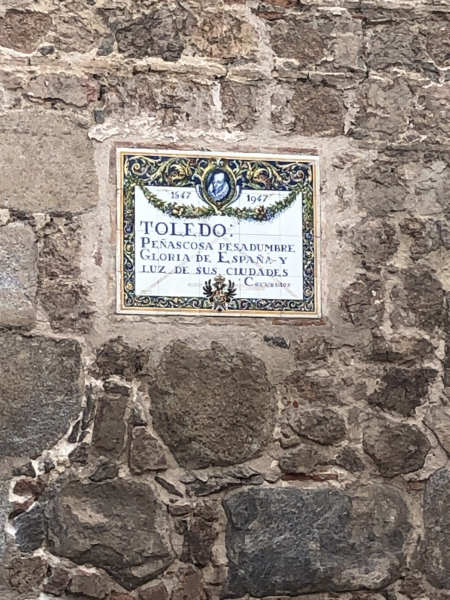 1547 1947
TOLEDO:
PEÑASCOSA PESADUMBRE
GLORIA DE ESPAÑA Y
LUZ DE SUS CIUDADES
Cervantes